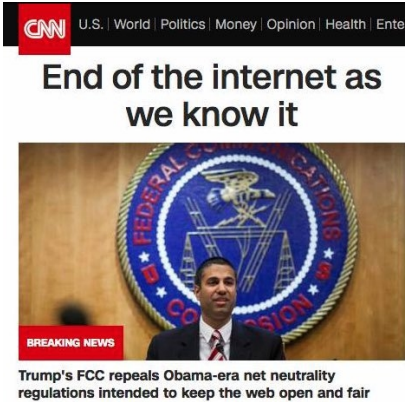 CNN U.S. World Politics Money Opinion Health Ente
End of the internet as
we know it
FEDERAL COMMUNICATIONS
COMMISSION
BREAKING NEWS
Trump's FCC repeals Obama-era net neutrality
regulations intended to keep the web open and fair